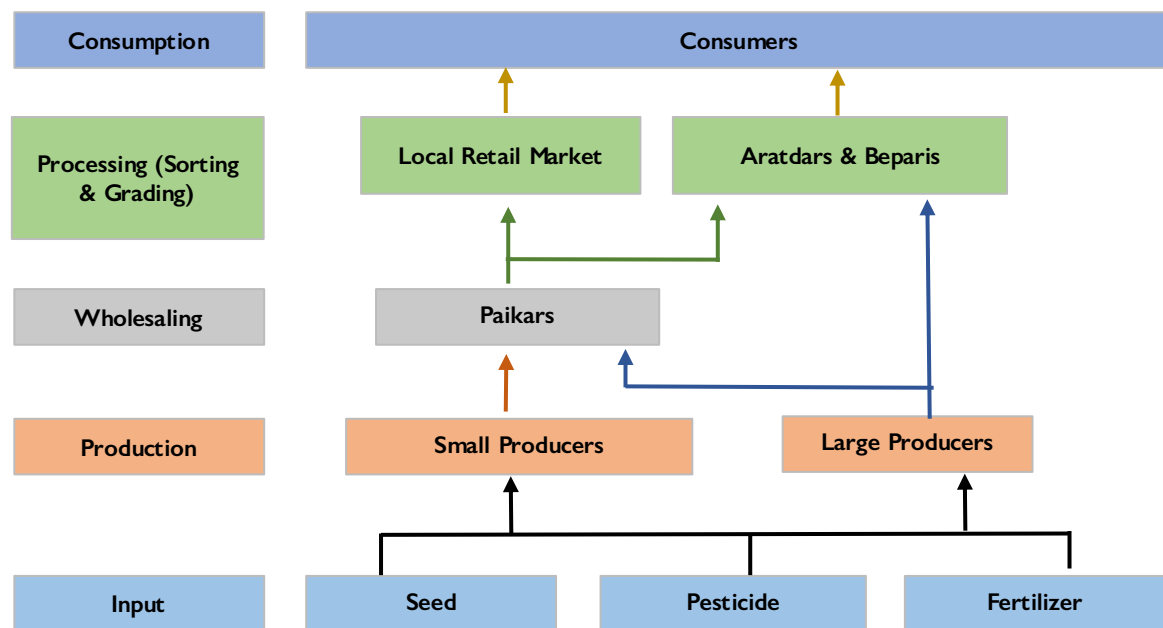 Consumption
Consumers
Processing (Sorting
& Grading)
Local Retail Market
Aratdars & Beparis
Wholesaling
Paikars
Production
Small Producers
Large Producers
Input
Seed
Pesticide
Fertilizer